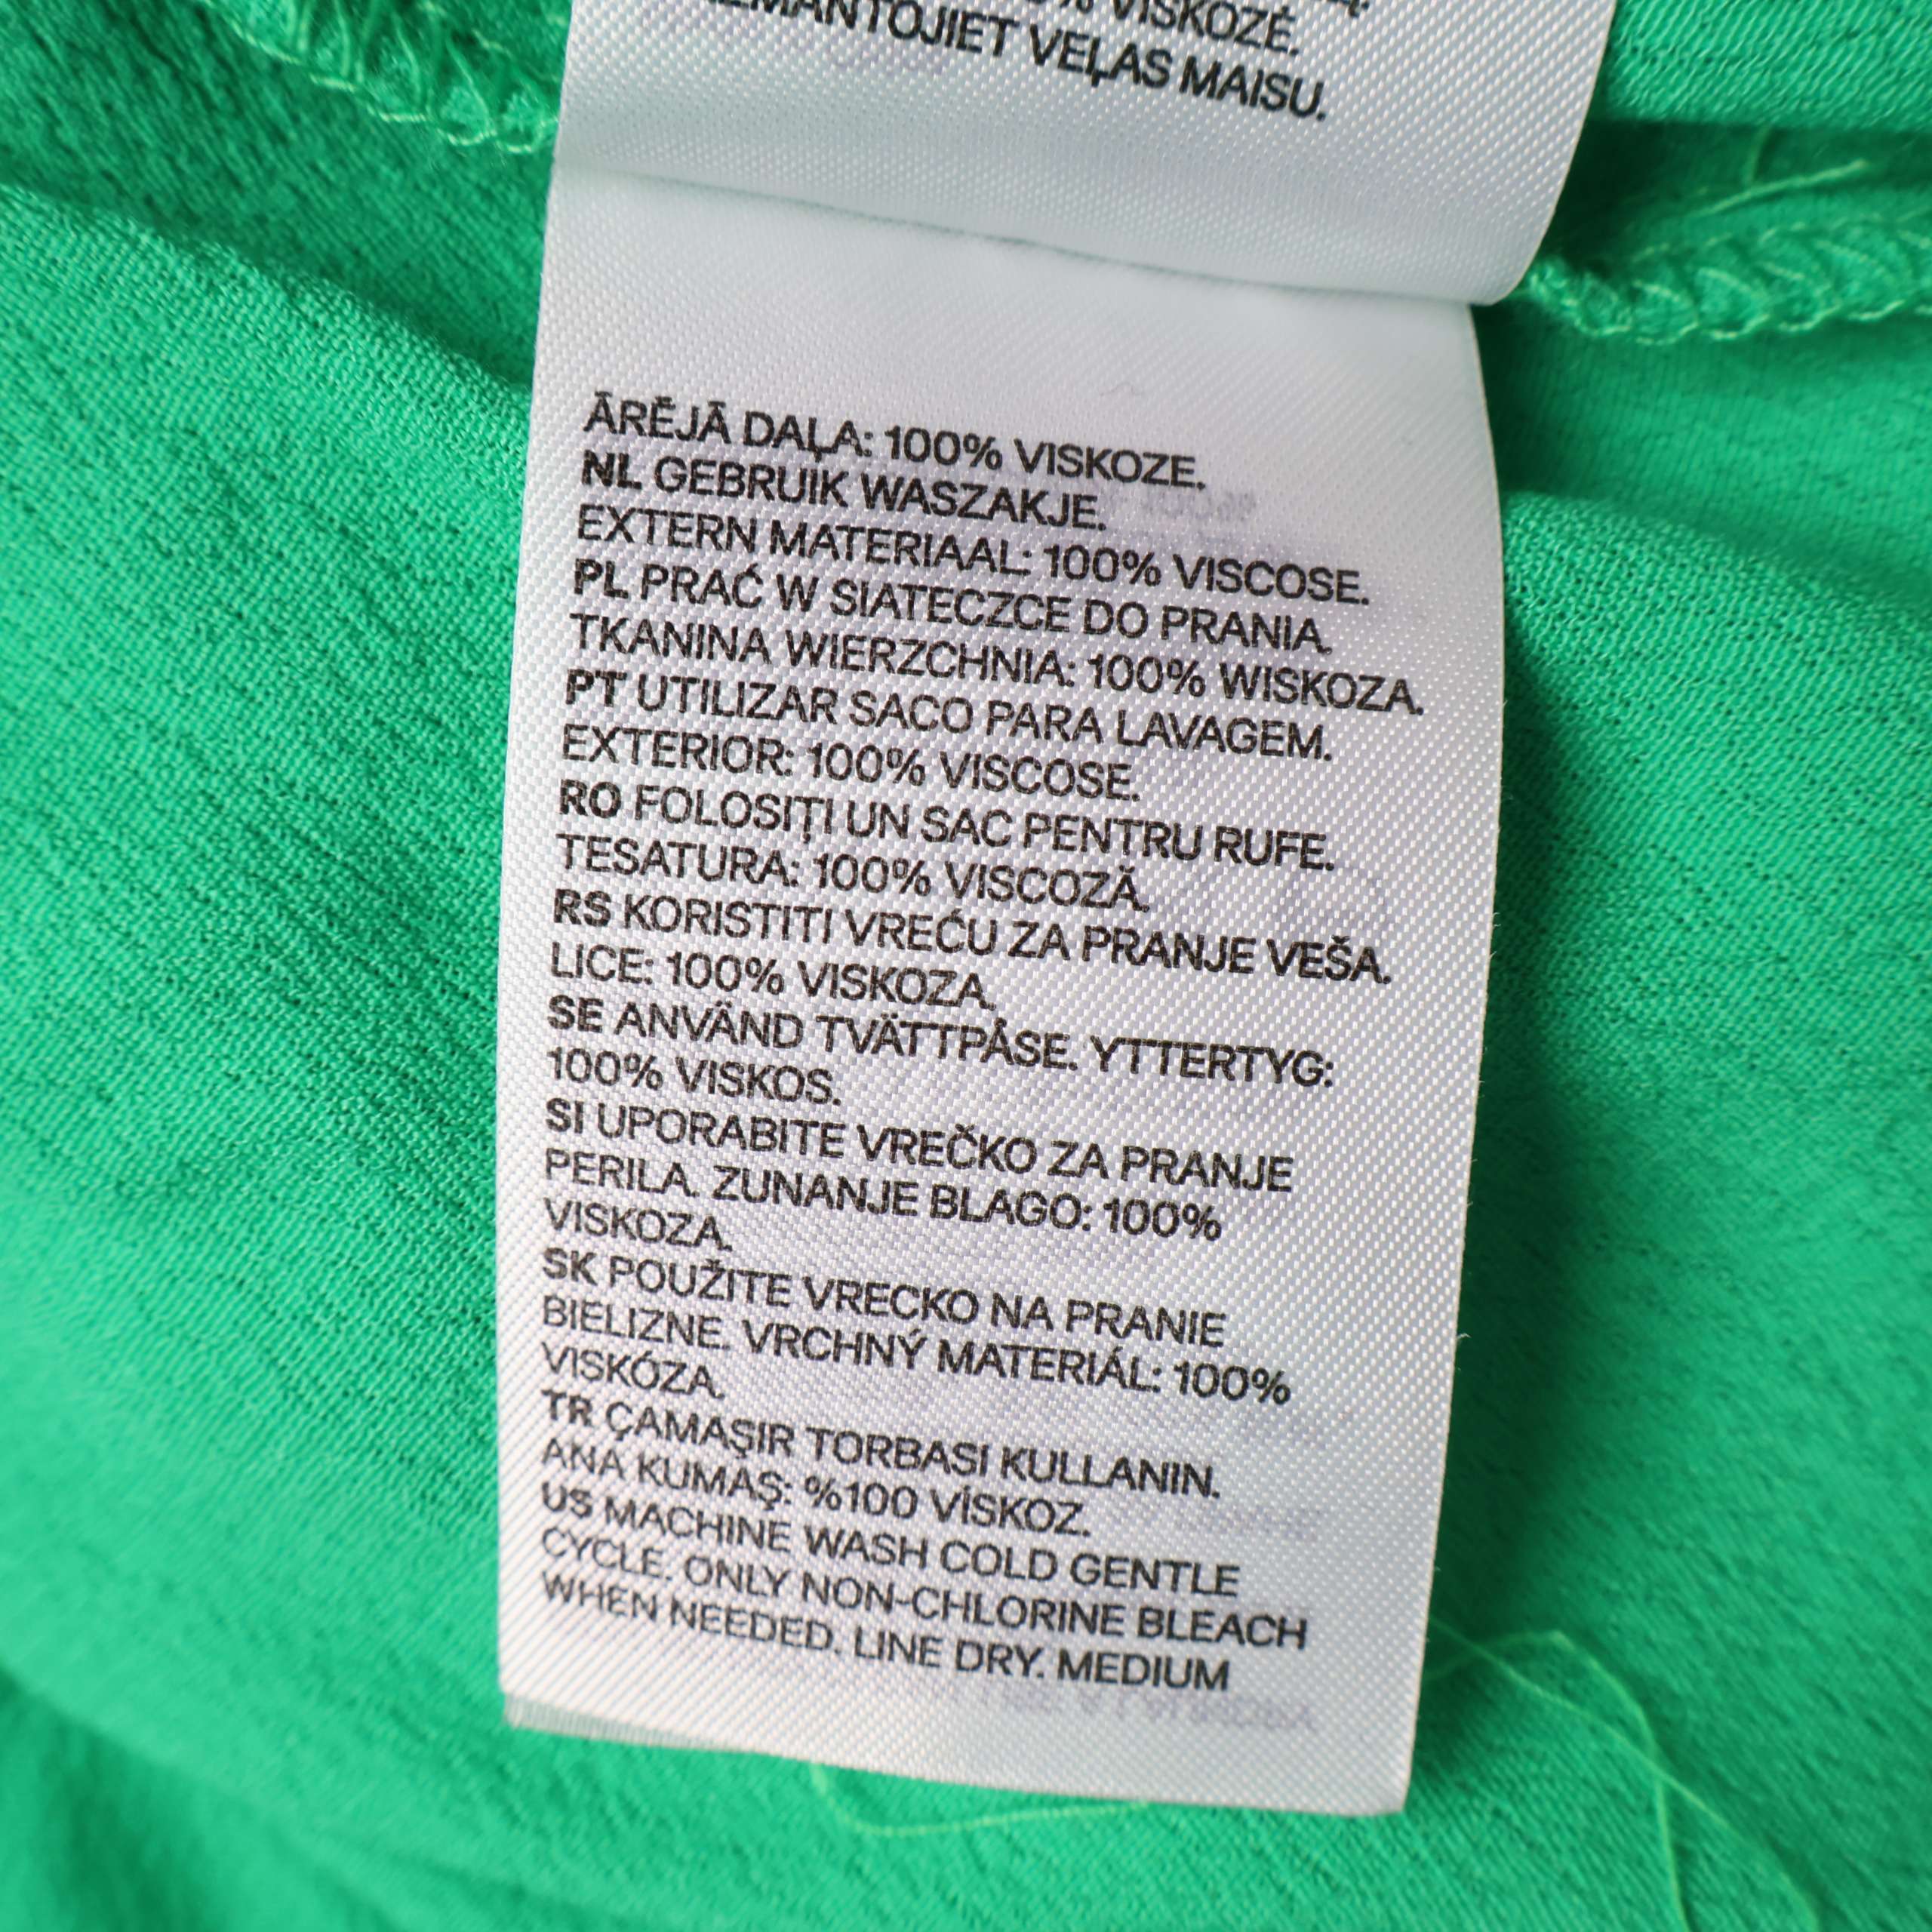 VISKOZĖ.
VEĻAS MAISU.
ĀRĒJĀ DAĻA: 100% VISKOZE.
NL GEBRUIK WASZAKJE.
EXTERN MATERIAAL: 100% VISCOSE.
PL PRAĆ W SIATECZCE DO PRANIA.
TKANINA WIERZCHNIA: 100% WISKOZA.
PT UTILIZAR SACO PARA LAVAGEM.
EXTERIOR: 100% VISCOSE.
RO FOLOSIȚI UN SAC PENTRU RUFE.
TESATURA: 100% VISCOZĂ.
RS KORISTITI VREĆU ZA PRANJE VEŠA.
LICE: 100% VISKOZA.
SE ANVÄND TVÄTTPÅSE. YTTERTYG:
100% VISKOS.
SI UPORABITE VREČKO ZA PRANJE
PERILA. ZUNANJE BLAGO: 100%
VISKOZA.
SK POUŽITE VRECKO NA PRANIE
BIELIZNE. VRCHNÝ MATERIÁL: 100%
VISKÓZA.
TR ÇAMAŞIR TORBASI KULLANIN.
ANA KUMAŞ: %100 VİSKOZ.
US MACHINE WASH COLD GENTLE
CYCLE. ONLY NON-CHLORINE BLEACH
WHEN NEEDED. LINE DRY. MEDIUM